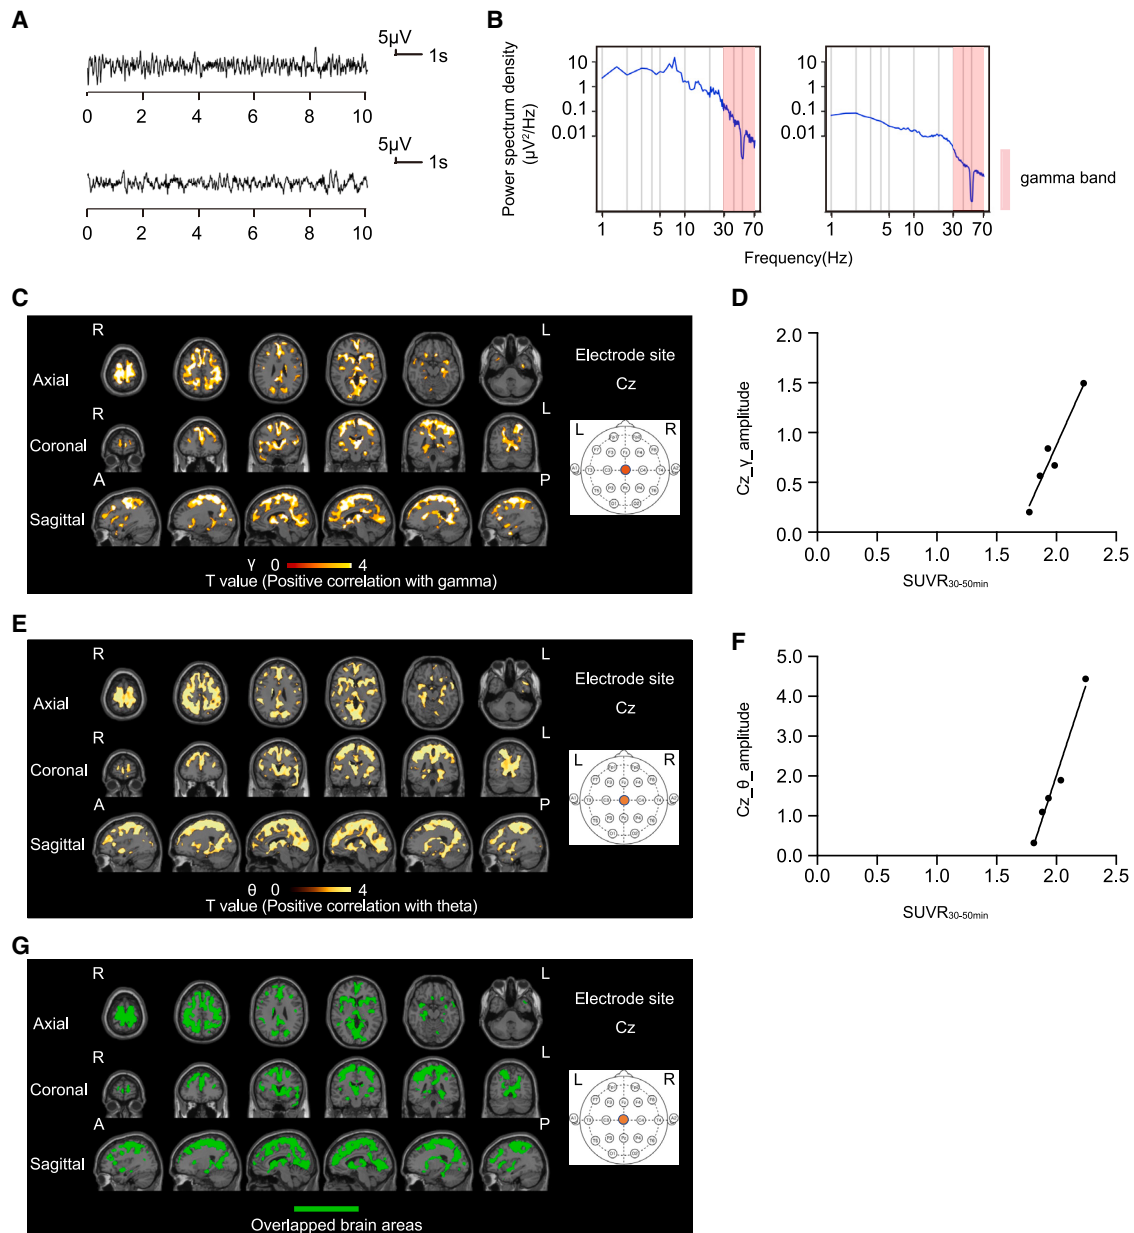 A
5µV
1s
0 2 4 6 8 10
5µV
1s
0 2 4 6 8 10
B
Power spectrum density
(µV²/Hz)
10
1
0.1
0.01
1 5 10 30 70
10
1
0.1
0.01
1 5 10 30 70
Frequency(Hz)
gamma band
C
R L
Axial
R L
Coronal
A P
Sagittal
Electrode site
Cz
L R
γ 0 4
T value (Positive correlation with gamma)
D
Cz_γ_amplitude
2.0
1.5
1.0
0.5
0.0
0.0 0.5 1.0 1.5 2.0 2.5
SUVR30-50min
E
R L
Axial
R L
Coronal
A P
Sagittal
Electrode site
Cz
L R
θ 0 4
T value (Positive correlation with theta)
F
Cz_θ_amplitude
5.0
4.0
3.0
2.0
1.0
0.0
0.0 0.5 1.0 1.5 2.0 2.5
SUVR30-50min
G
R L
Axial
R L
Coronal
A P
Sagittal
Electrode site
Cz
L R
Overlapped brain areas